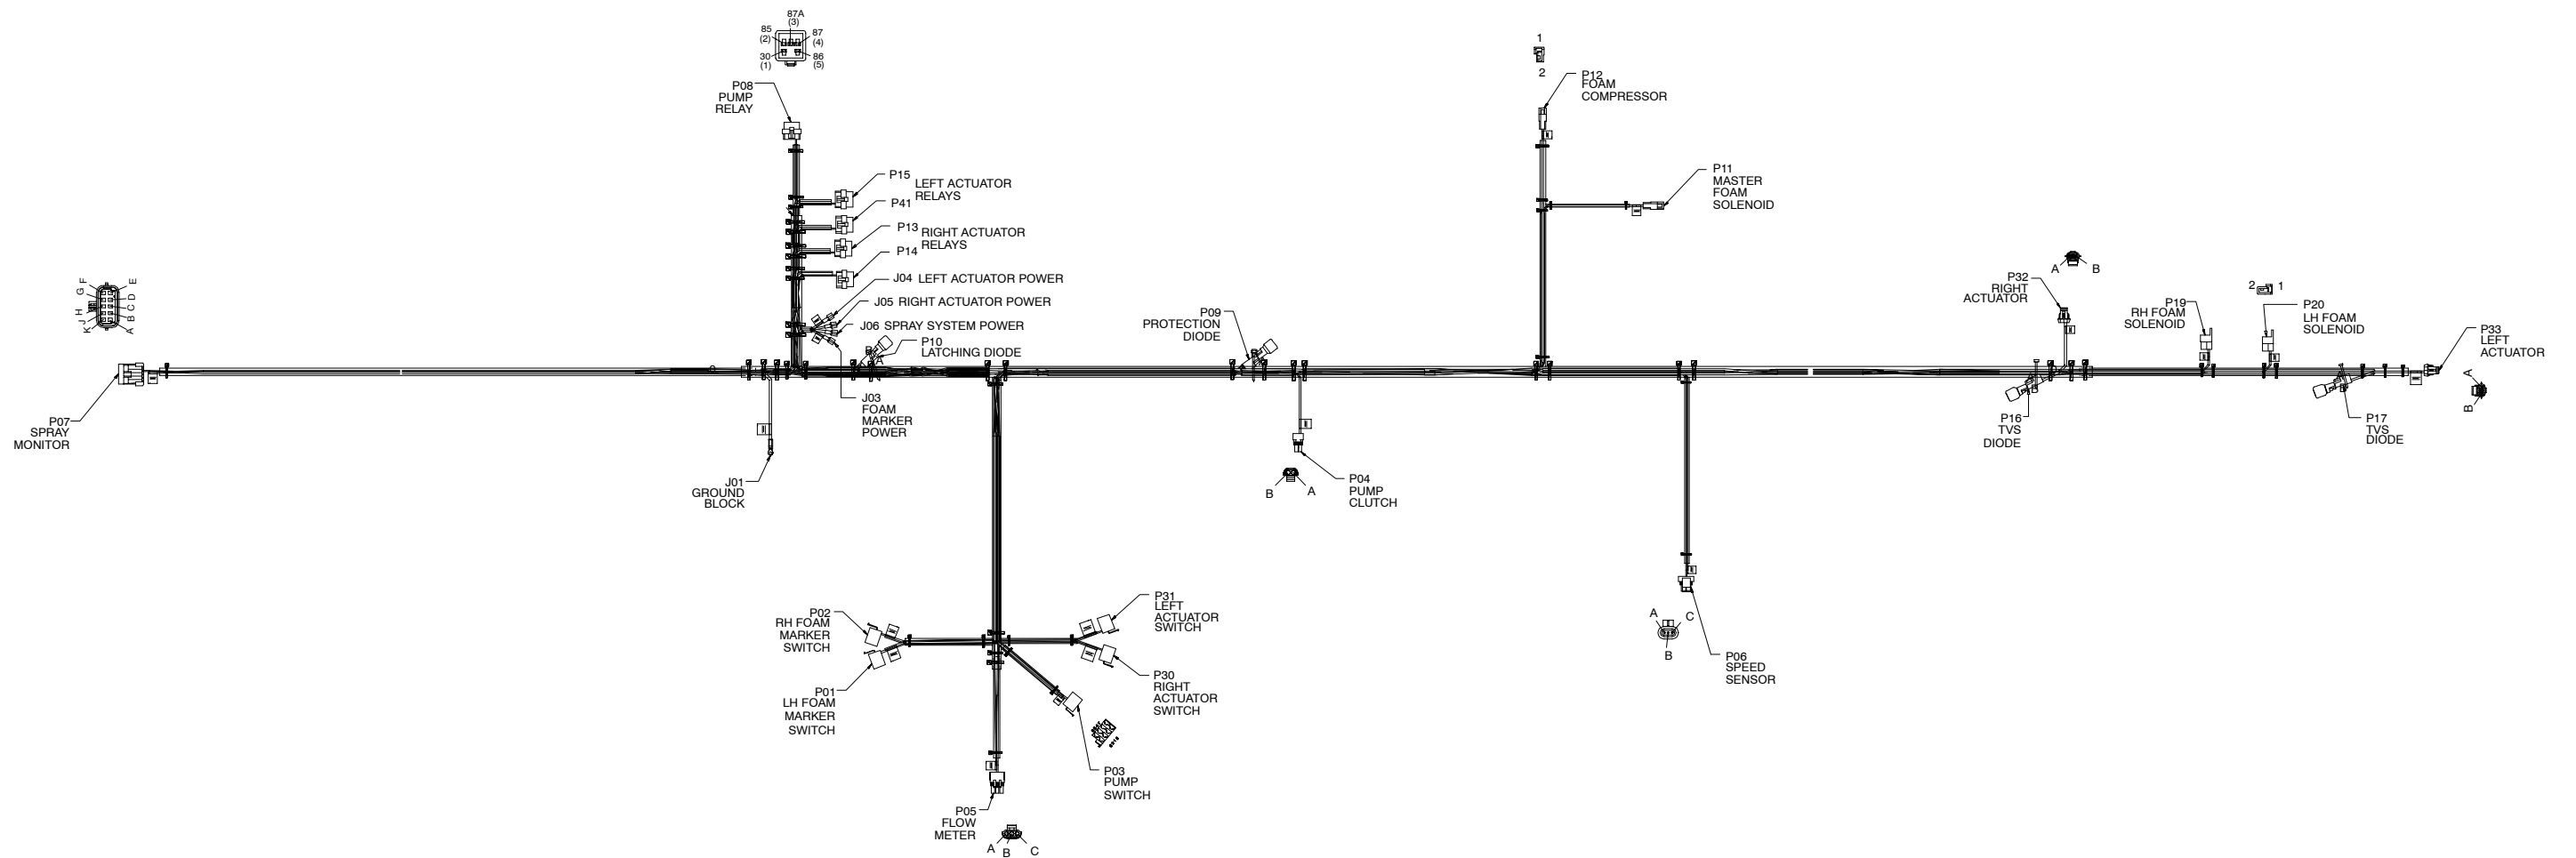 87A
(3)
85
(2)
87
(4)
30
(1)
86
(5)
P08
PUMP
RELAY
1
2
P12
FOAM
COMPRESSOR
P15
LEFT ACTUATOR
RELAYS
P41
P13
RIGHT ACTUATOR
RELAYS
P14
J04 LEFT ACTUATOR POWER
J05 RIGHT ACTUATOR POWER
J06 SPRAY SYSTEM POWER
P10
LATCHING DIODE
P11
MASTER
FOAM
SOLENOID
F
G
H
J
K
E
D
C
B
A
P09
PROTECTION
DIODE
A
B
P32
RIGHT
ACTUATOR
2
1
P19
RH FOAM
SOLENOID
P20
LH FOAM
SOLENOID
P33
LEFT
ACTUATOR
A
B
P07
SPRAY
MONITOR
J03
FOAM
MARKER
POWER
J01
GROUND
BLOCK
B
A
P04
PUMP
CLUTCH
P16
TVS
DIODE
P17
TVS
DIODE
P02
RH FOAM
MARKER
SWITCH
P31
LEFT
ACTUATOR
SWITCH
A
C
B
P06
SPEED
SENSOR
P01
LH FOAM
MARKER
SWITCH
P30
RIGHT
ACTUATOR
SWITCH
P03
PUMP
SWITCH
P05
FLOW
METER
A
B
C